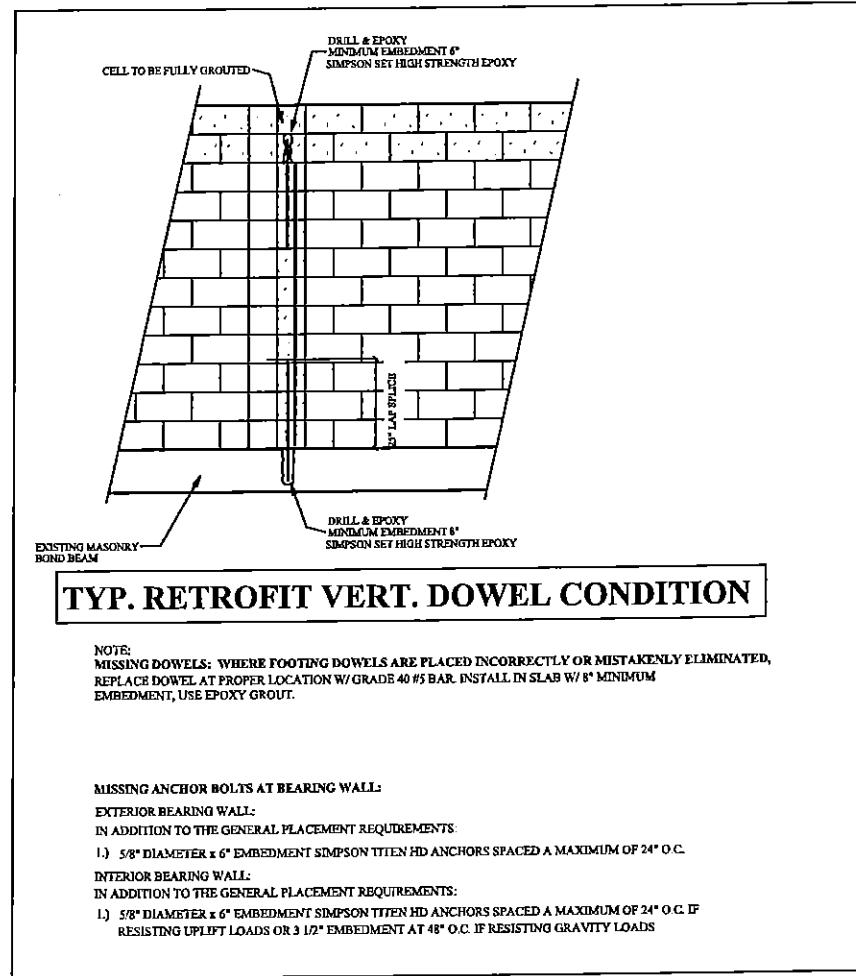 DRILL & EPOXY
MINIMUM EMBEDMENT 6"
SIMPSON SET HIGH STRENGTH EPOXY
CELL TO BE FULLY GROUTED
25" LAP SPLICE
DRILL & EPOXY
MINIMUM EMBEDMENT 6"
SIMPSON SET HIGH STRENGTH EPOXY
EXISTING MASONRY
BOND BEAM
TYP. RETROFIT VERT. DOWEL CONDITION
NOTE:
MISSING DOWELS: WHERE FOOTING DOWELS ARE PLACED INCORRECTLY OR MISTAKENLY ELIMINATED,
REPLACE DOWEL AT PROPER LOCATION W/ GRADE 40 #5 BAR. INSTALL IN SLAB W/ 8" MINIMUM
EMBEDMENT, USE EPOXY GROUT.
MISSING ANCHOR BOLTS AT BEARING WALL:
EXTERIOR BEARING WALL:
IN ADDITION TO THE GENERAL PLACEMENT REQUIREMENTS:
1.) 5/8" DIAMETER x 6" EMBEDMENT SIMPSON TITEN HD ANCHORS SPACED A MAXIMUM OF 24" O.C.
INTERIOR BEARING WALL:
IN ADDITION TO THE GENERAL PLACEMENT REQUIREMENTS:
1.) 5/8" DIAMETER x 6" EMBEDMENT SIMPSON TITEN HD ANCHORS SPACED A MAXIMUM OF 24" O.C. IF
RESISTING UPLIFT LOADS OR 3 1/2" EMBEDMENT AT 48" O.C. IF RESISTING GRAVITY LOADS